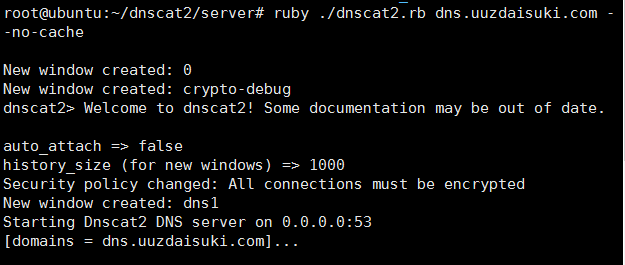 root@ubuntu:~/dnscat2/server# ruby ./dnscat2.rb dns.uuzdaisuki.com -
-no-cache
New window created: 0
New window created: crypto-debug
dnscat2> Welcome to dnscat2! Some documentation may be out of date.
auto_attach => false
history_size (for new windows) => 1000
Security policy changed: All connections must be encrypted
New window created: dns1
Starting Dnscat2 DNS server on 0.0.0.0:53
[domains = dns.uuzdaisuki.com]...